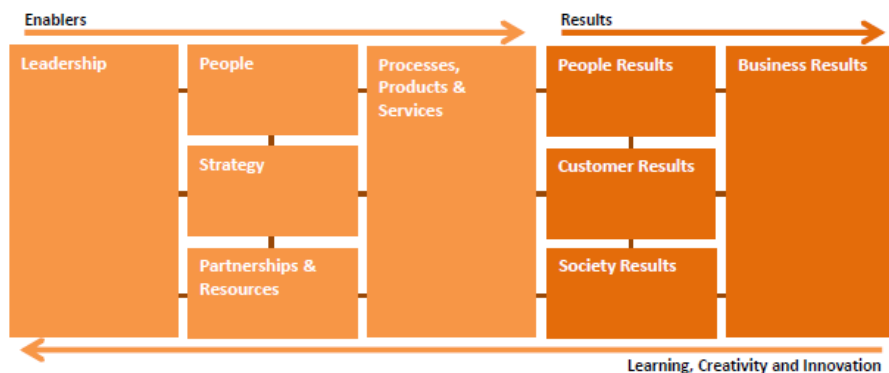 Enablers
Results
Leadership
People
Processes,
Products &
Services
People Results
Business Results
Strategy
Customer Results
Partnerships &
Resources
Society Results
Learning, Creativity and Innovation